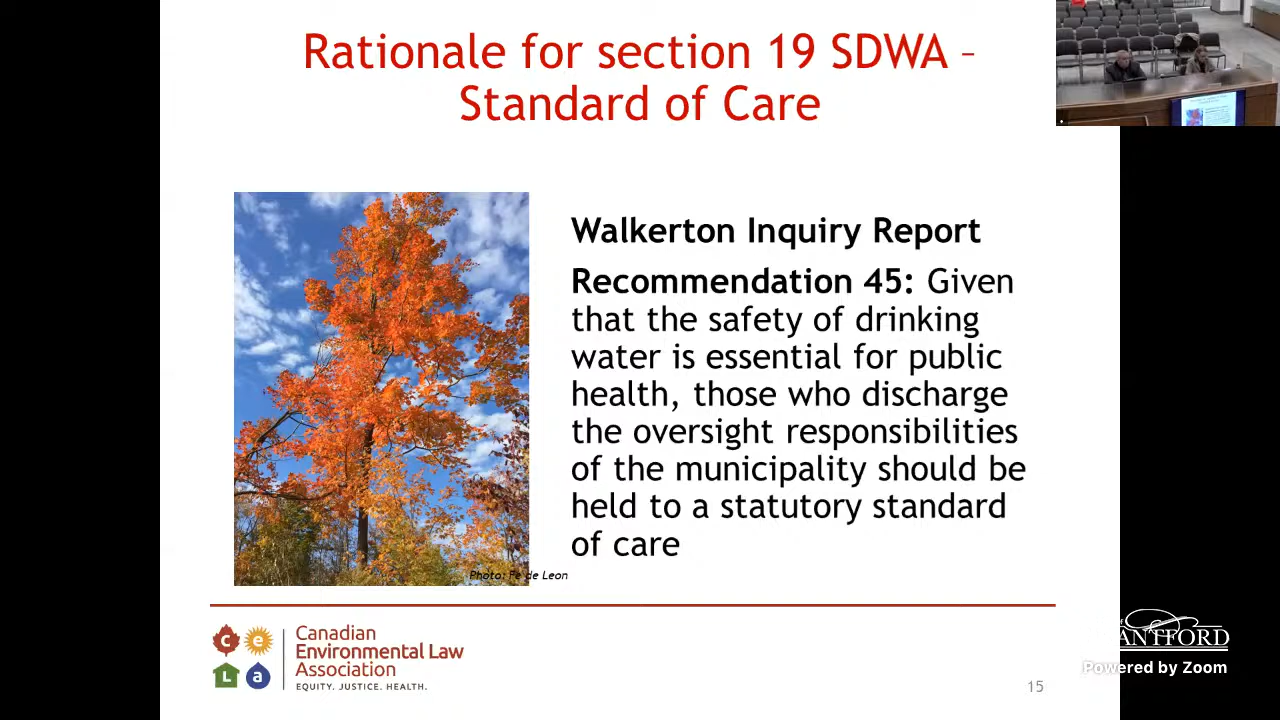 Rationale for section 19 SDWA –
Standard of Care
Walkerton Inquiry Report
Recommendation 45: Given
that the safety of drinking
water is essential for public
health, those who discharge
the oversight responsibilities
of the municipality should be
held to a statutory standard
of care
Photo: Fe de Leon
c e L a
Canadian
Environmental Law
Association
EQUITY. JUSTICE. HEALTH.
15
ANTFORD
Powered by Zoom